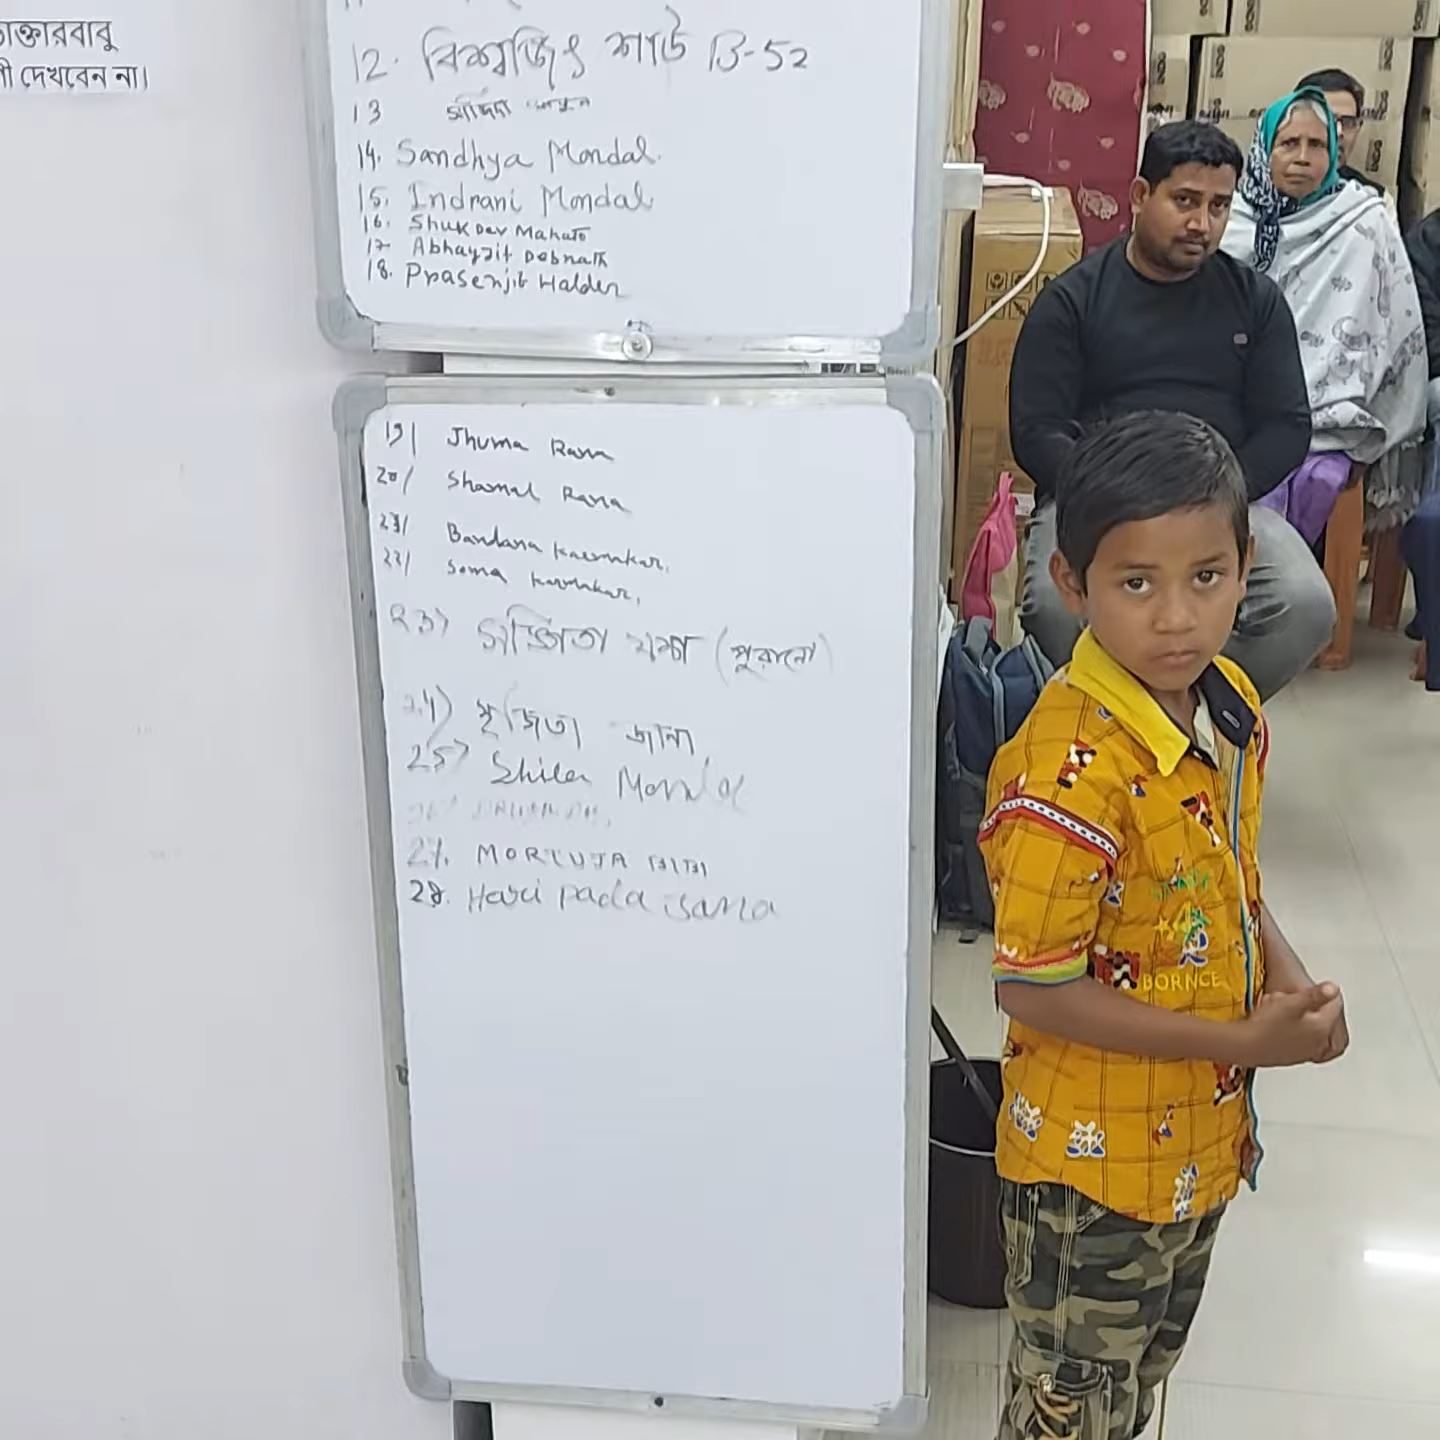 ডাক্তারবাবু
দেখবেন না।
12. বিশ্বজিৎ B-52
13
14. Sandhya Mondal.
15. Indrani Mondal
16. Shukdev Mahato
17 Abhayjit Debnath
18. Prasenjit Halder
19| Jhuma Rana
20/ Shamal Rana
21/ Bandana Karmakar,
22/ Soma Karmakar,
23> (পুরানো)
24) জানা
25> Mondal
27. MORTUJA
28. Hari pada
BORNCE